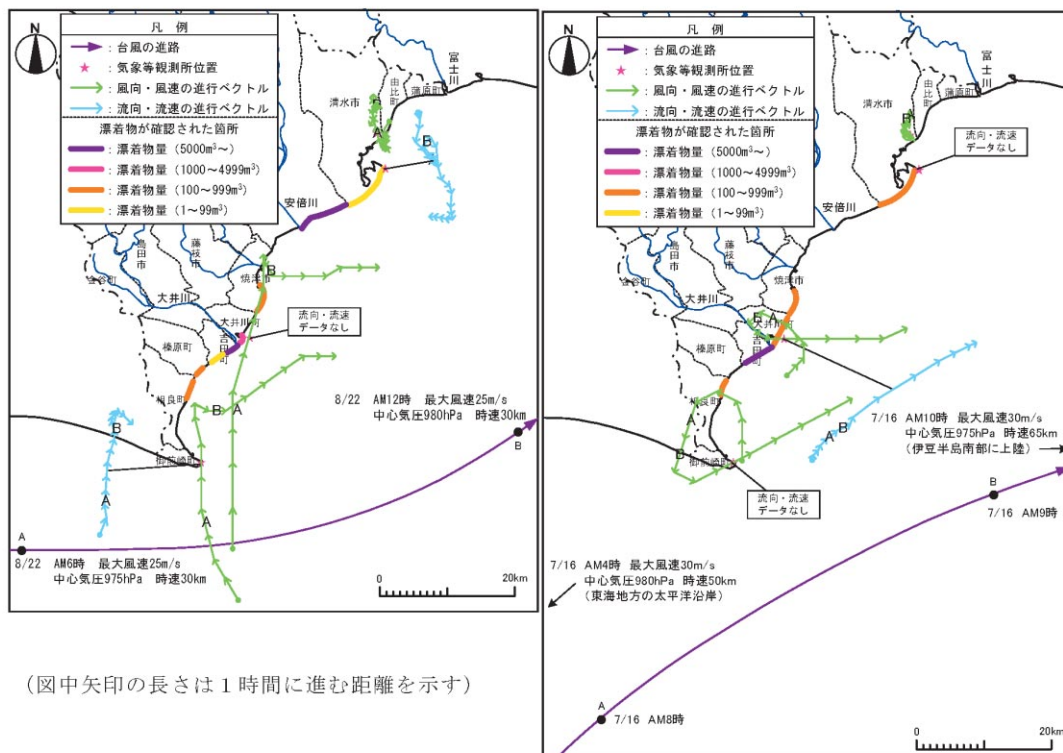 凡 例
：台風の進路
：気象等観測所位置
：風向・風速の進行ベクトル
：流向・流速の進行ベクトル
漂着物が確認された箇所
：漂着物量（5000m³～）
：漂着物量（1000～4999m³）
：漂着物量（100～999m³）
：漂着物量（1～99m³）
富士川
由比町
蒲原町
清水市
B
A
B
A
安倍川
島田市
藤枝市
金谷町
焼津市
B
大井川
大井川町
流向・流速
データなし
吉田町
榛原町
相良町
B
A
B
8/22 AM12時 最大風速25m/s
中心気圧980hPa 時速30km
B
御前崎町
A
A
A
8/22 AM6時 最大風速25m/s
中心気圧975hPa 時速30km
0 20km
（図中矢印の長さは１時間に進む距離を示す）
凡 例
：台風の進路
：気象等観測所位置
：風向・風速の進行ベクトル
：流向・流速の進行ベクトル
漂着物が確認された箇所
：漂着物量（5000m³～）
：漂着物量（1000～4999m³）
：漂着物量（100～999m³）
：漂着物量（1～99m³）
富士川
由比町
蒲原町
清水市
B
A
流向・流速
データなし
安倍川
島田市
藤枝市
金谷町
焼津市
大井川
B
A
大井川町
吉田町
榛原町
相良町
A
B
A
B
7/16 AM10時 最大風速30m/s
中心気圧975hPa 時速65km
（伊豆半島南部に上陸）
御前崎町
流向・流速
データなし
B
7/16 AM9時
7/16 AM4時 最大風速30m/s
中心気圧980hPa 時速50km
（東海地方の太平洋沿岸）
A
7/16 AM8時
0 20km